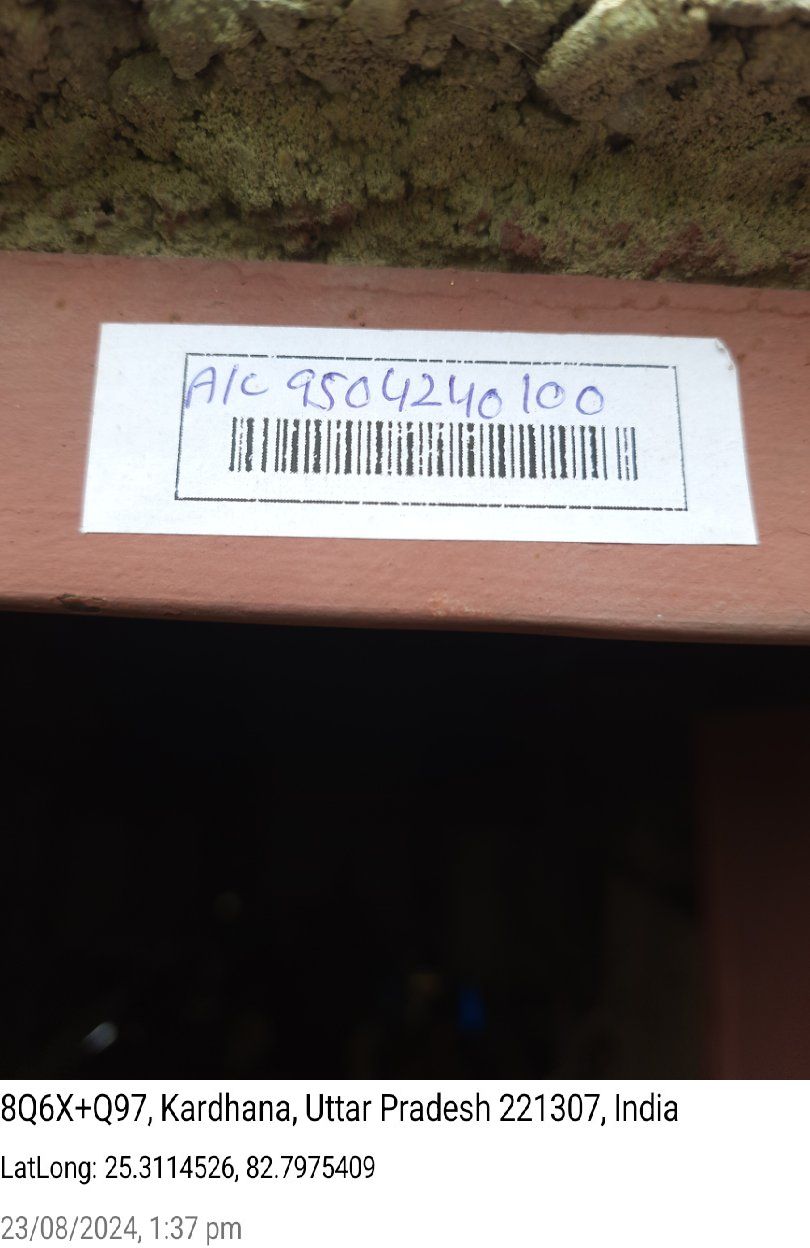 A/C 9504240100
8Q6X+Q97, Kardhana, Uttar Pradesh 221307, India
LatLong: 25.3114526, 82.7975409
23/08/2024, 1:37 pm